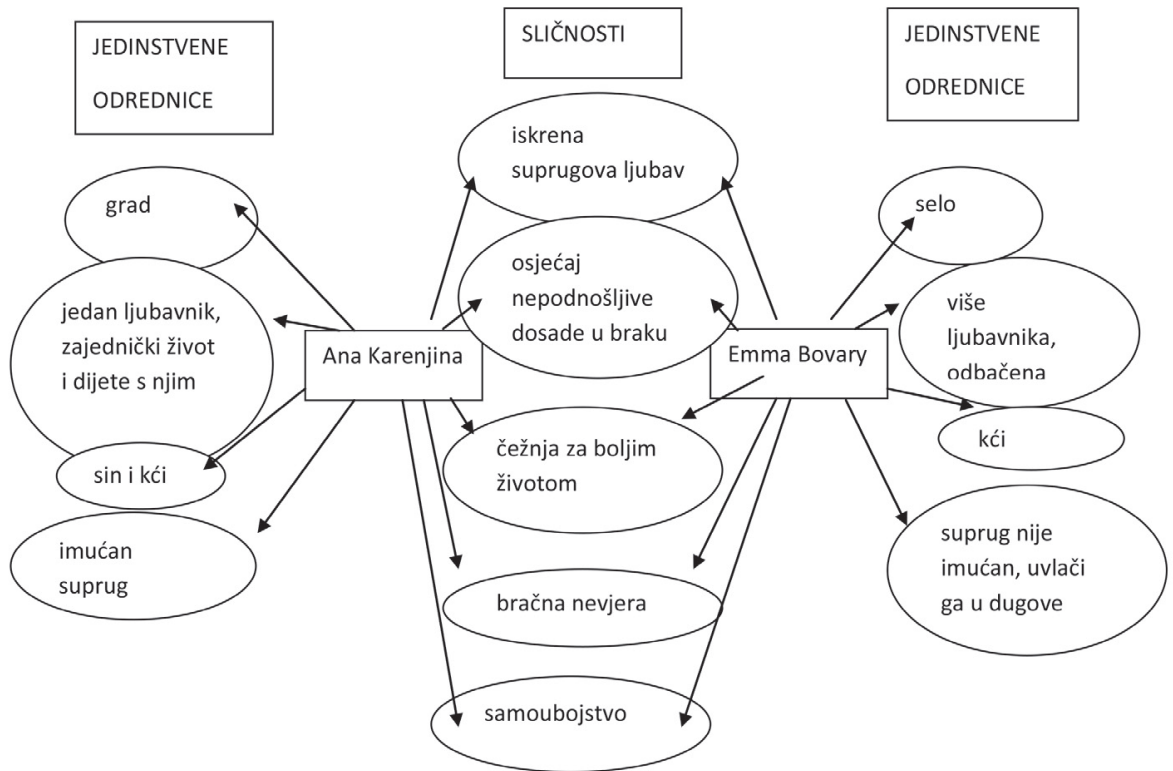 JEDINSTVENE
ODREDNICE
SLIČNOSTI
JEDINSTVENE
ODREDNICE
iskrena
suprugova ljubav
grad
selo
osjećaj
nepodnošljive
dosade u braku
jedan ljubavnik,
zajednički život
i dijete s njim
Ana Karenjina
Emma Bovary
više
ljubavnika,
odbačena
čežnja za boljim
životom
sin i kći
kći
imućan
suprug
suprug nije
imućan, uvlači
ga u dugove
bračna nevjera
samoubojstvo